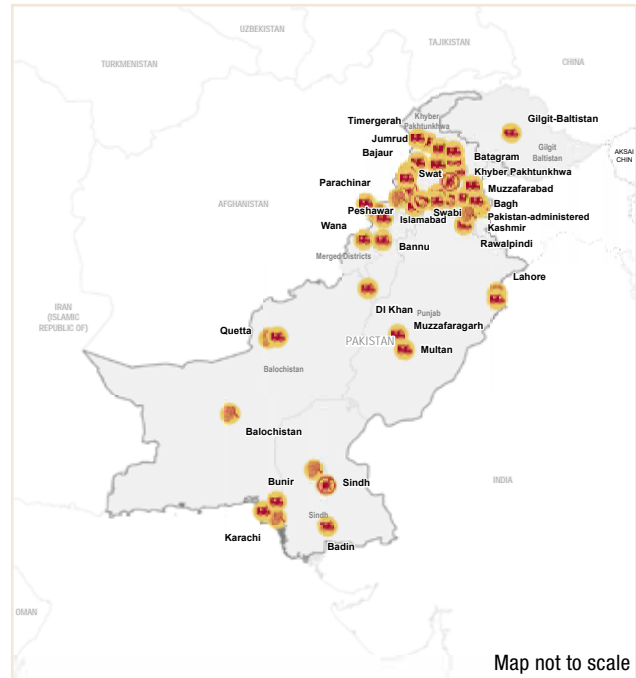 UZBEKISTAN
TAJIKISTAN
TURKMENISTAN
CHINA
Timergerah
Khyber
Pakhtunkhwa
Gilgit-Baltistan
Jumrud
Gilgit
Baltistan
AKSAI
CHIN
Bajaur
Batagram
Swat
Khyber Pakhtunkhwa
Parachinar
Muzzafarabad
AFGHANISTAN
Peshawar
Swabi
Bagh
Islamabad
Pakistan-administered
Kashmir
Wana
Bannu
Rawalpindi
Merged Districts
Lahore
IRAN
(ISLAMIC
REPUBLIC OF)
DI Khan
Punjab
Muzzafaragarh
Quetta
PAKISTAN
Multan
Balochistan
Balochistan
Bunir
Sindh
INDIA
Sindh
Karachi
Badin
OMAN
Map not to scale